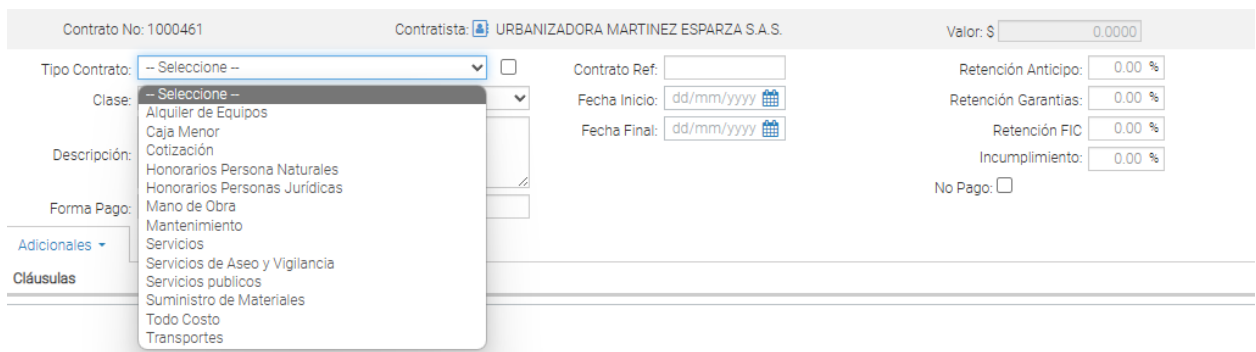 Contrato No: 1000461 Contratista: URBANIZADORA MARTINEZ ESPARZA S.A.S. Valor: $ 0.0000
Tipo Contrato: -- Seleccione -- Contrato Ref: Retención Anticipo: 0.00 %
Clase: Fecha Inicio: dd/mm/yyyy Retención Garantias: 0.00 %
Fecha Final: dd/mm/yyyy Retención FIC 0.00 %
Descripción: Incumplimiento: 0.00 %
No Pago:
Forma Pago:
-- Seleccione --
Alquiler de Equipos
Caja Menor
Cotización
Honorarios Persona Naturales
Honorarios Personas Jurídicas
Mano de Obra
Mantenimiento
Servicios
Servicios de Aseo y Vigilancia
Servicios publicos
Suministro de Materiales
Todo Costo
Transportes
Adicionales
Cláusulas